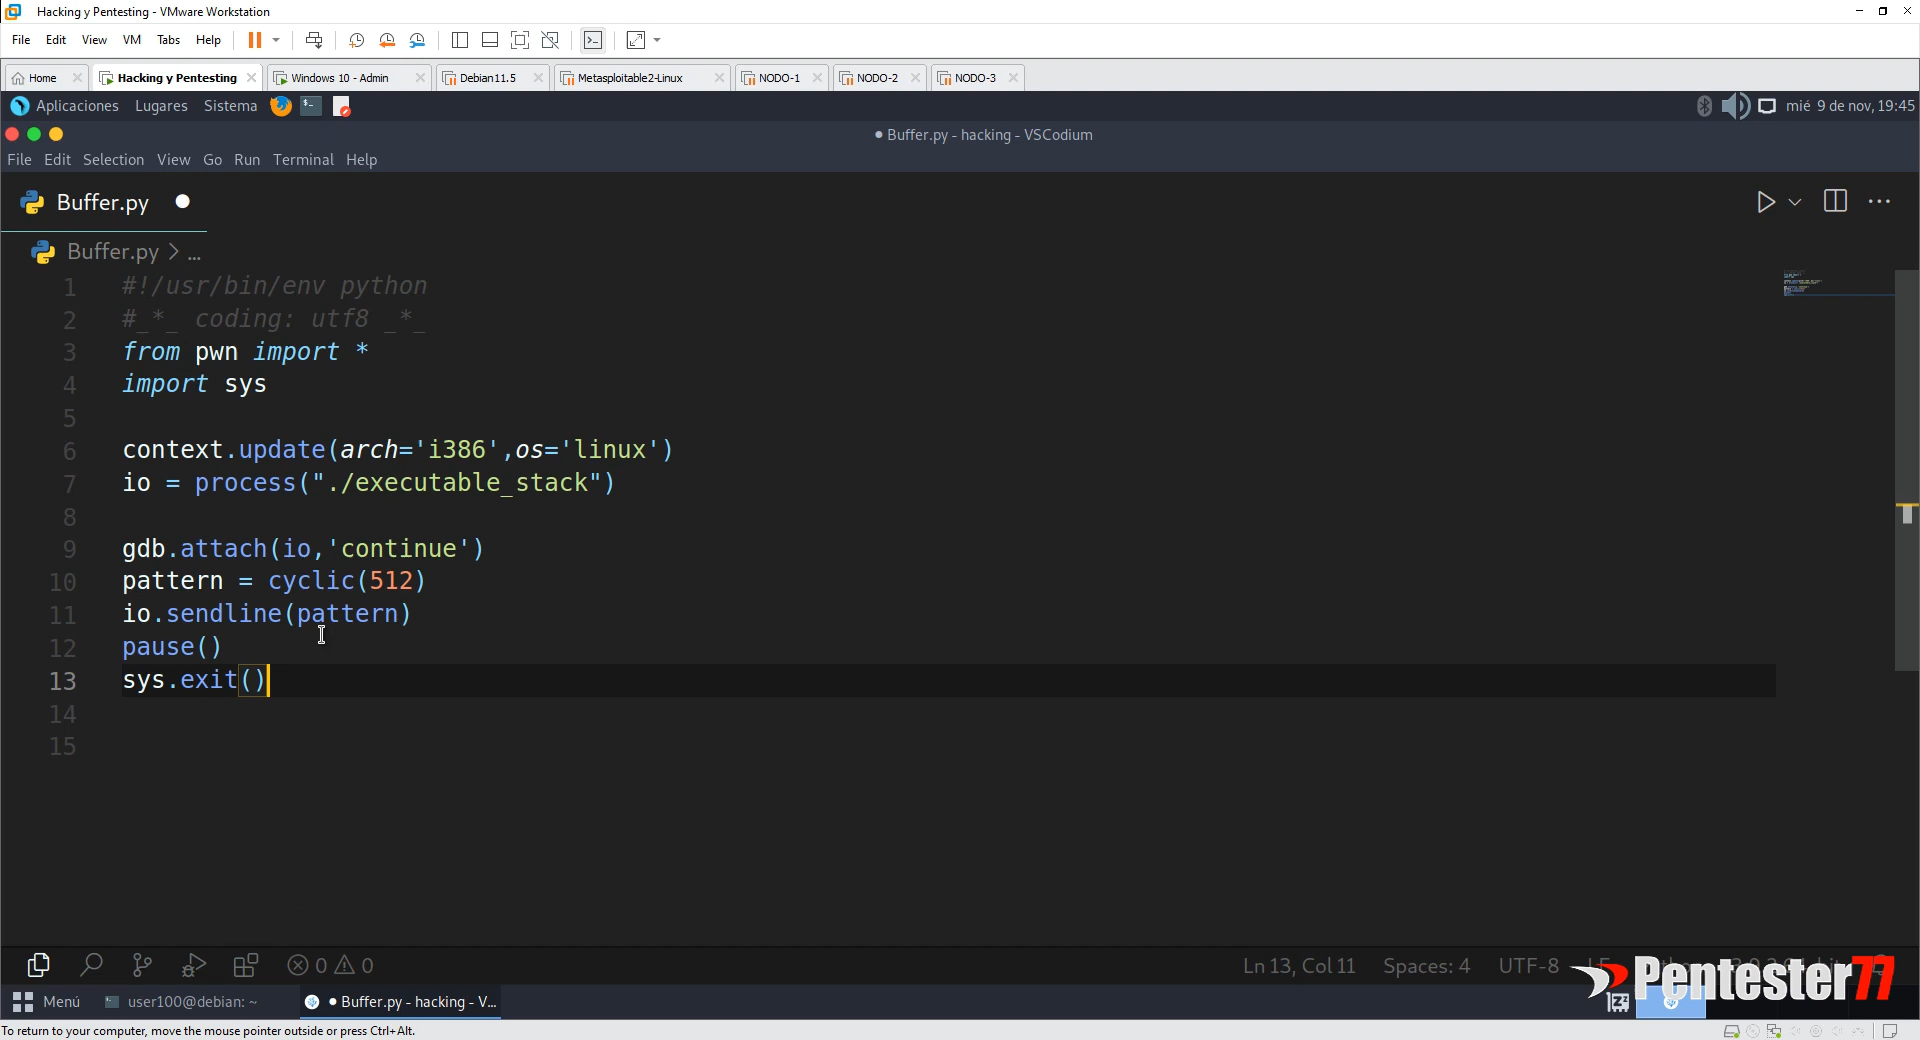 Hacking y Pentesting - VMware Workstation
File Edit View VM Tabs Help
Home Hacking y Pentesting Windows 10 - Admin Debian11.5 Metasploitable2-Linux NODO-1 NODO-2 NODO-3
Aplicaciones Lugares Sistema mié 9 de nov, 19:45
● Buffer.py - hacking - VSCodium
File Edit Selection View Go Run Terminal Help
Buffer.py
Buffer.py > ...
1 #!/usr/bin/env python
2 #_*_ coding: utf8 _*_
3 from pwn import *
4 import sys
5
6 context.update(arch='i386',os='linux')
7 io = process("./executable_stack")
8
9 gdb.attach(io,'continue')
10 pattern = cyclic(512)
11 io.sendline(pattern)
12 pause()
13 sys.exit()
14
15
0 0 Ln 13, Col 11 Spaces: 4 UTF-8
Pentester77
Menú user100@debian: ~ ● Buffer.py - hacking - V...
To return to your computer, move the mouse pointer outside or press Ctrl+Alt.